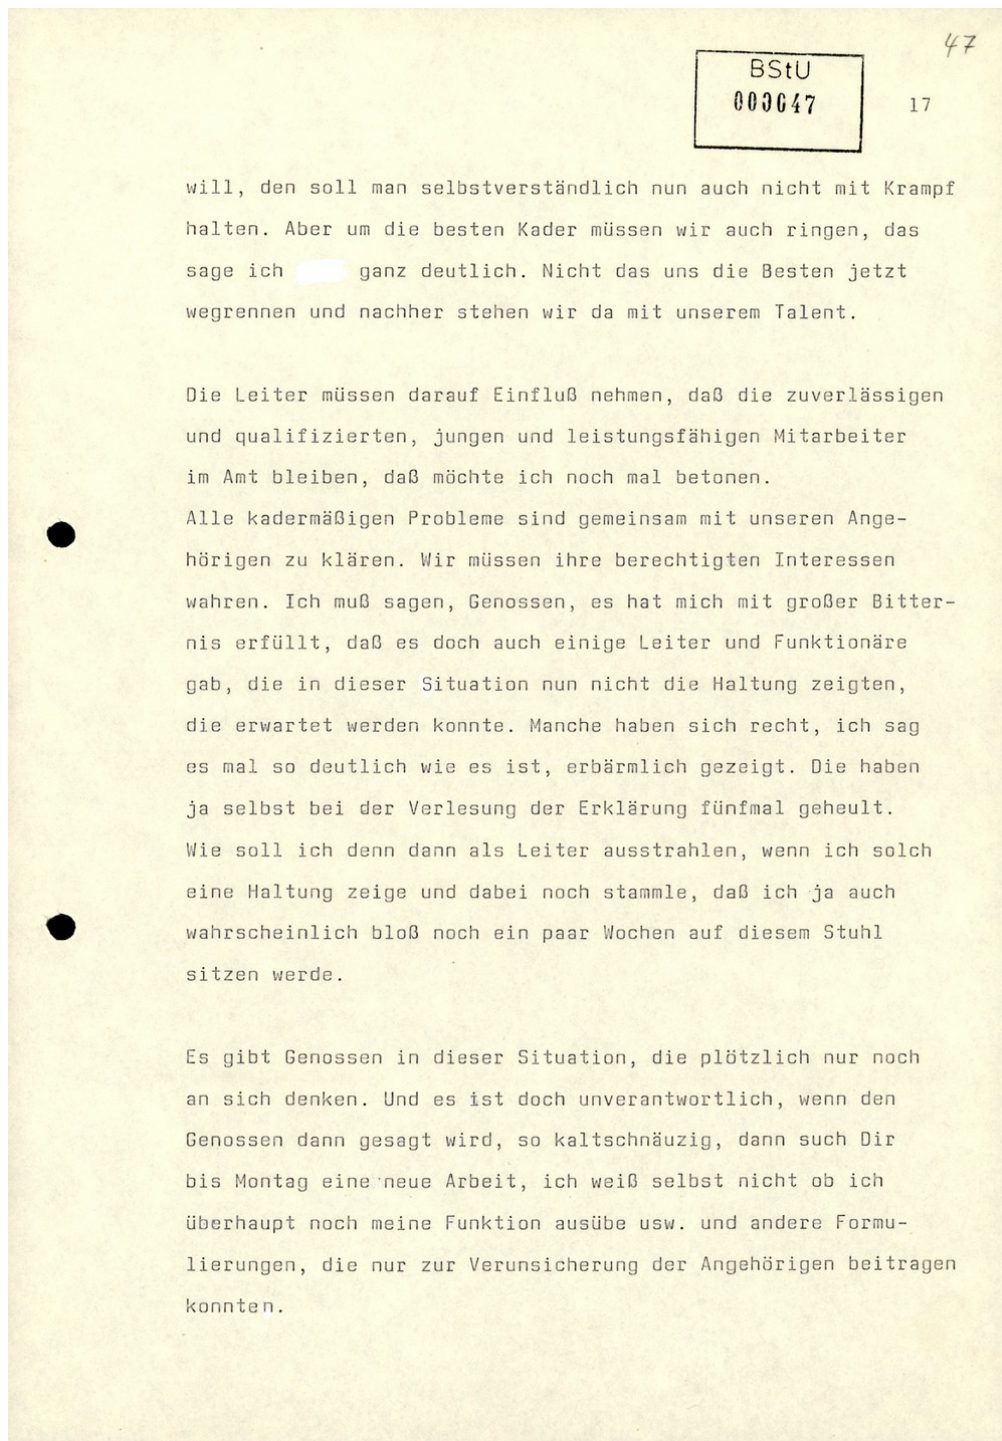 47
BStU
000047
17
will, den soll man selbstverständlich nun auch nicht mit Krampf
halten. Aber um die besten Kader müssen wir auch ringen, das
sage ich ganz deutlich. Nicht das uns die Besten jetzt
wegrennen und nachher stehen wir da mit unserem Talent.
Die Leiter müssen darauf Einfluß nehmen, daß die zuverlässigen
und qualifizierten, jungen und leistungsfähigen Mitarbeiter
im Amt bleiben, daß möchte ich noch mal betonen.
Alle kadermäßigen Probleme sind gemeinsam mit unseren Ange-
hörigen zu klären. Wir müssen ihre berechtigten Interessen
wahren. Ich muß sagen, Genossen, es hat mich mit großer Bitter-
nis erfüllt, daß es doch auch einige Leiter und Funktionäre
gab, die in dieser Situation nun nicht die Haltung zeigten,
die erwartet werden konnte. Manche haben sich recht, ich sag
es mal so deutlich wie es ist, erbärmlich gezeigt. Die haben
ja selbst bei der Verlesung der Erklärung fünfmal geheult.
Wie soll ich denn dann als Leiter ausstrahlen, wenn ich solch
eine Haltung zeige und dabei noch stammle, daß ich ja auch
wahrscheinlich bloß noch ein paar Wochen auf diesem Stuhl
sitzen werde.
Es gibt Genossen in dieser Situation, die plötzlich nur noch
an sich denken. Und es ist doch unverantwortlich, wenn den
Genossen dann gesagt wird, so kaltschnäuzig, dann such Dir
bis Montag eine neue Arbeit, ich weiß selbst nicht ob ich
überhaupt noch meine Funktion ausübe usw. und andere Formu-
lierungen, die nur zur Verunsicherung der Angehörigen beitragen
konnten.